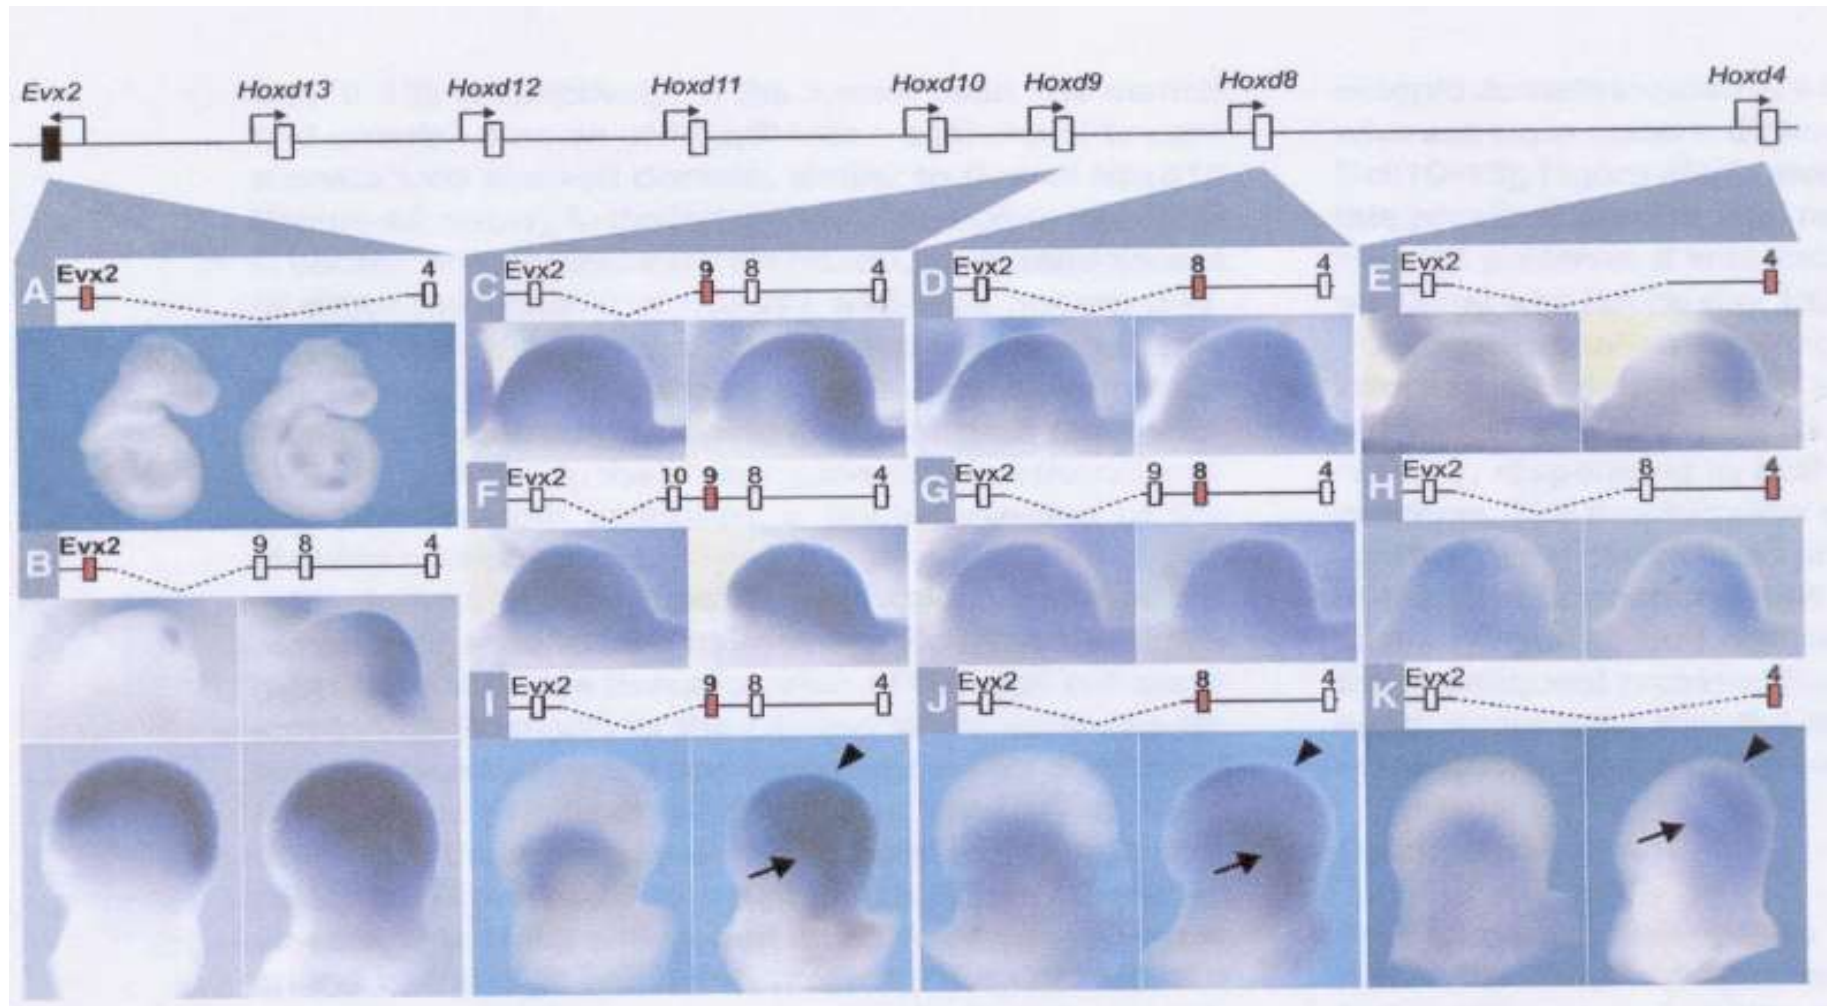 Evx2 Hoxd13 Hoxd12 Hoxd11 Hoxd10 Hoxd9 Hoxd8 Hoxd4
A Evx2 4
C Evx2 9 8 4
D Evx2 8 4
E Evx2 4
F Evx2 10 9 8 4
G Evx2 9 8 4
H Evx2 8 4
B Evx2 9 8 4
I Evx2 9 8 4
J Evx2 8 4
K Evx2 4